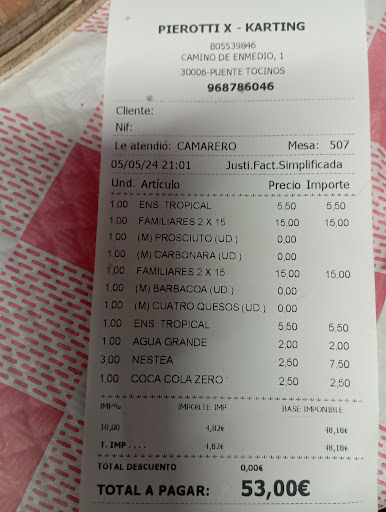 PIEROTTI X - KARTING
B05539846
CAMINO DE ENMEDIO, 1
30006-PUENTE TOCINOS
968786046
Cliente:
Nif:
Le atendió: CAMARERO Mesa: 507
05/05/24 21:01 Justi.Fact.Simplificada
Und. Artículo Precio Importe
1,00 ENS. TROPICAL 5,50 5,50
1,00 FAMILIARES 2 X 15 15,00 15,00
1,00 (M) PROSCIUTO (UD.) 0,00
1,00 (M) CARBONARA (UD.) 0,00
1,00 FAMILIARES 2 X 15 15,00 15,00
1,00 (M) BARBACOA (UD.) 0,00
1,00 (M) CUATRO QUESOS (UD.) 0,00
1,00 ENS. TROPICAL 5,50 5,50
1,00 AGUA GRANDE 2,00 2,00
3,00 NESTEA 2,50 7,50
1,00 COCA COLA ZERO 2,50 2,50
IMP% IMPORTE IMP BASE IMPONIBLE
10,00 4,82€ 48,18€
T. IMP . . . . 4,82€ 48,18€
TOTAL DESCUENTO 0,00€
TOTAL A PAGAR: 53,00€